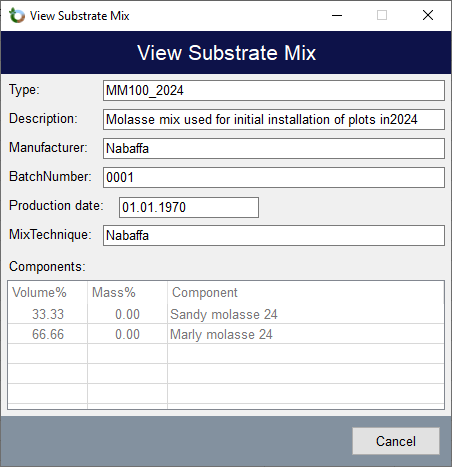 View Substrate Mix
View Substrate Mix
Type: MM100_2024
Description: Molasse mix used for initial installation of plots in2024
Manufacturer: Nabaffa
BatchNumber: 0001
Production date: 01.01.1970
MixTechnique: Nabaffa
Components:
Volume% Mass% Component
33.33 0.00 Sandy molasse 24
66.66 0.00 Marly molasse 24
Cancel